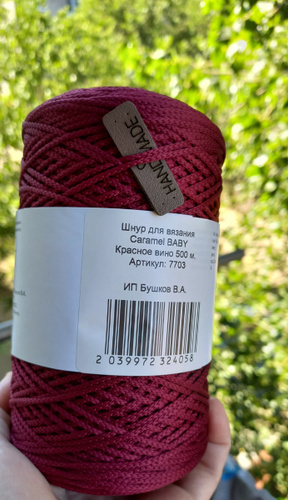 HANDMADE
Шнур для вязания
Caramel BABY
Красное вино 500 м.
Артикул: 7703
ИП Бушков В.А.
2 039972 324058